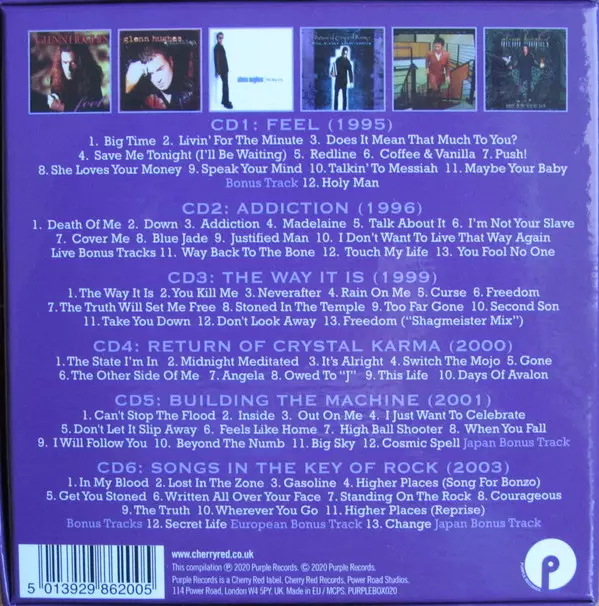 GLENN HUGHES
feel
glenn hughes
glenn hughes
CD1: FEEL (1995)
1. Big Time 2. Livin' For The Minute 3. Does It Mean That Much To You?
4. Save Me Tonight (I'll Be Waiting) 5. Redline 6. Coffee & Vanilla 7. Push!
8. She Loves Your Money 9. Speak Your Mind 10. Talkin' To Messiah 11. Maybe Your Baby
Bonus Track 12. Holy Man
CD2: ADDICTION (1996)
1. Death Of Me 2. Down 3. Addiction 4. Madelaine 5. Talk About It 6. I'm Not Your Slave
7. Cover Me 8. Blue Jade 9. Justified Man 10. I Don't Want To Live That Way Again
Live Bonus Tracks 11. Way Back To The Bone 12. Touch My Life 13. You Fool No One
CD3: THE WAY IT IS (1999)
1. The Way It Is 2. You Kill Me 3. Neverafter 4. Rain On Me 5. Curse 6. Freedom
7. The Truth Will Set Me Free 8. Stoned In The Temple 9. Too Far Gone 10. Second Son
11. Take You Down 12. Don't Look Away 13. Freedom ("Shagmeister Mix")
CD4: RETURN OF CRYSTAL KARMA (2000)
1. The State I'm In 2. Midnight Meditated 3. It's Alright 4. Switch The Mojo 5. Gone
6. The Other Side Of Me 7. Angela 8. Owed To "J" 9. This Life 10. Days Of Avalon
CD5: BUILDING THE MACHINE (2001)
1. Can't Stop The Flood 2. Inside 3. Out On Me 4. I Just Want To Celebrate
5. Don't Let It Slip Away 6. Feels Like Home 7. High Ball Shooter 8. When You Fall
9. I Will Follow You 10. Beyond The Numb 11. Big Sky 12. Cosmic Spell Japan Bonus Track
CD6: SONGS IN THE KEY OF ROCK (2003)
1. In My Blood 2. Lost In The Zone 3. Gasoline 4. Higher Places (Song For Bonzo)
5. Get You Stoned 6. Written All Over Your Face 7. Standing On The Rock 8. Courageous
9. The Truth 10. Wherever You Go 11. Higher Places (Reprise)
Bonus Tracks 12. Secret Life European Bonus Track 13. Change Japan Bonus Track
www.cherryred.co.uk
This compilation ℗ 2020 Purple Records. © 2020 Purple Records.
Purple Records is a Cherry Red label. Cherry Red Records, Power Road Studios,
114 Power Road, London W4 5PY. UK. Made in EU / MCPS. PURPLEBOX020
5 013929 862005